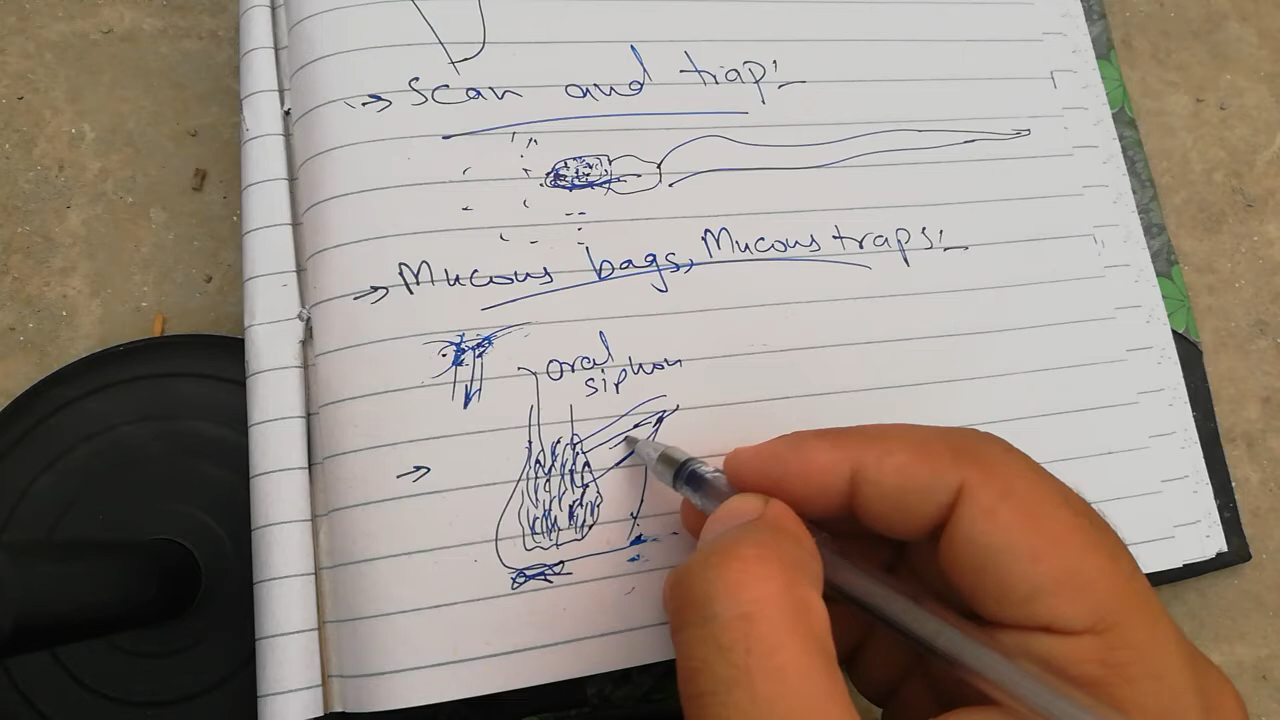 → Scan and trap:-
→ Mucous bags, Mucous traps:-
oral
siphon
→